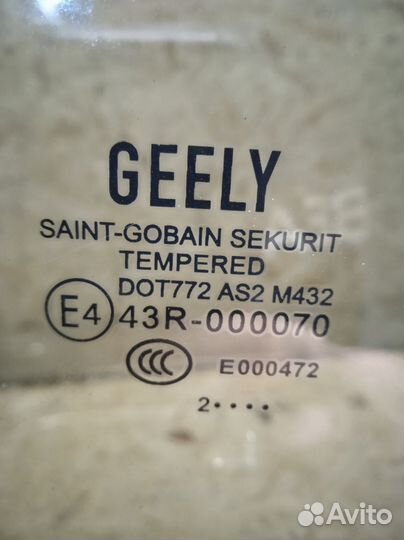 GEELY
SAINT-GOBAIN SEKURIT
TEMPERED
DOT772 AS2 M432
E4 43R-000070
CCC E000472
2••••
Avito